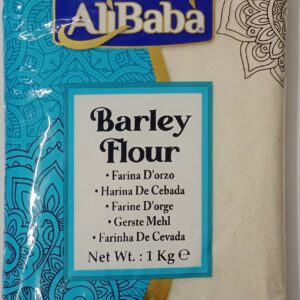 AliBaba
Barley
Flour
• Farina D'orzo
• Harina De Cebada
• Farine D'orge
• Gerste Mehl
• Farinha De Cevada
Net Wt. : 1 Kg ℮